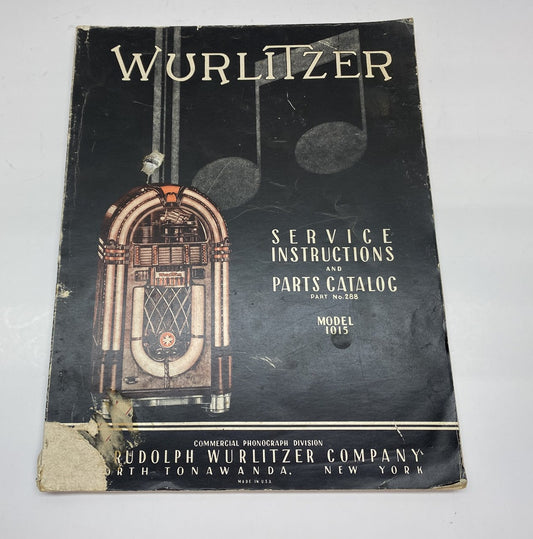 WURLITZER
SERVICE
INSTRUCTIONS
AND
PARTS CATALOG
PART No. 288
MODEL
1015
COMMERCIAL PHONOGRAPH DIVISION
RUDOLPH WURLITZER COMPANY
ORTH TONAWANDA, NEW YORK
MADE IN U.S.A.